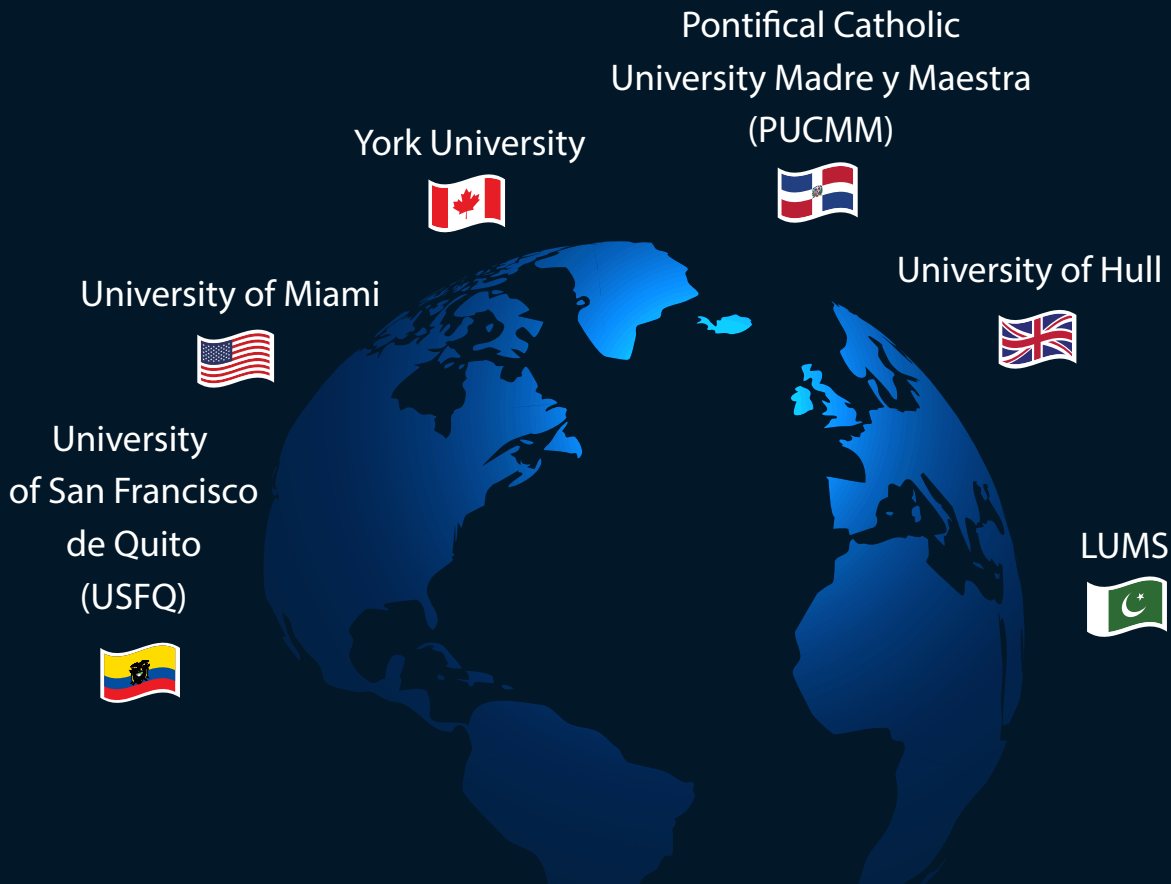 Pontifical Catholic
University Madre y Maestra
(PUCMM)
York University
University of Hull
University of Miami
University
of San Francisco
de Quito
(USFQ)
LUMS